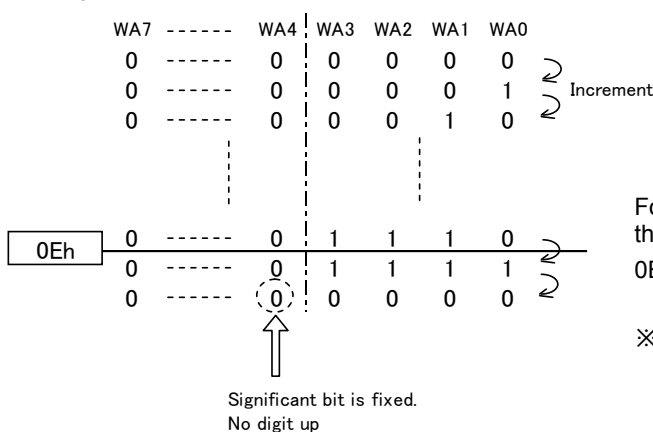 WA7 ------ WA4 WA3 WA2 WA1 WA0
0 ------ 0 0 0 0 0
0 ------ 0 0 0 0 1 Increment
0 ------ 0 0 0 1 0
Fo
0Eh 0 ------ 0 1 1 1 0 th
0 ------ 0 1 1 1 1 0E
0 ------ 0 0 0 0 0
※
Significant bit is fixed.
No digit up